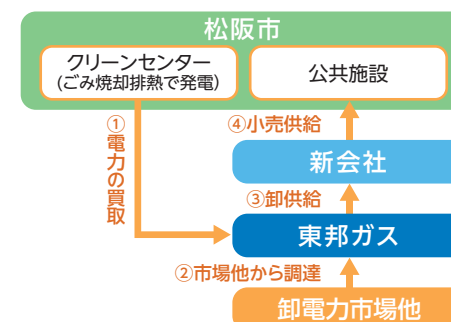 松阪市
クリーンセンター
(ごみ焼却排熱で発電)
公共施設
①電力の買取
④小売供給
新会社
③卸供給
東邦ガス
②市場他から調達
卸電力市場他